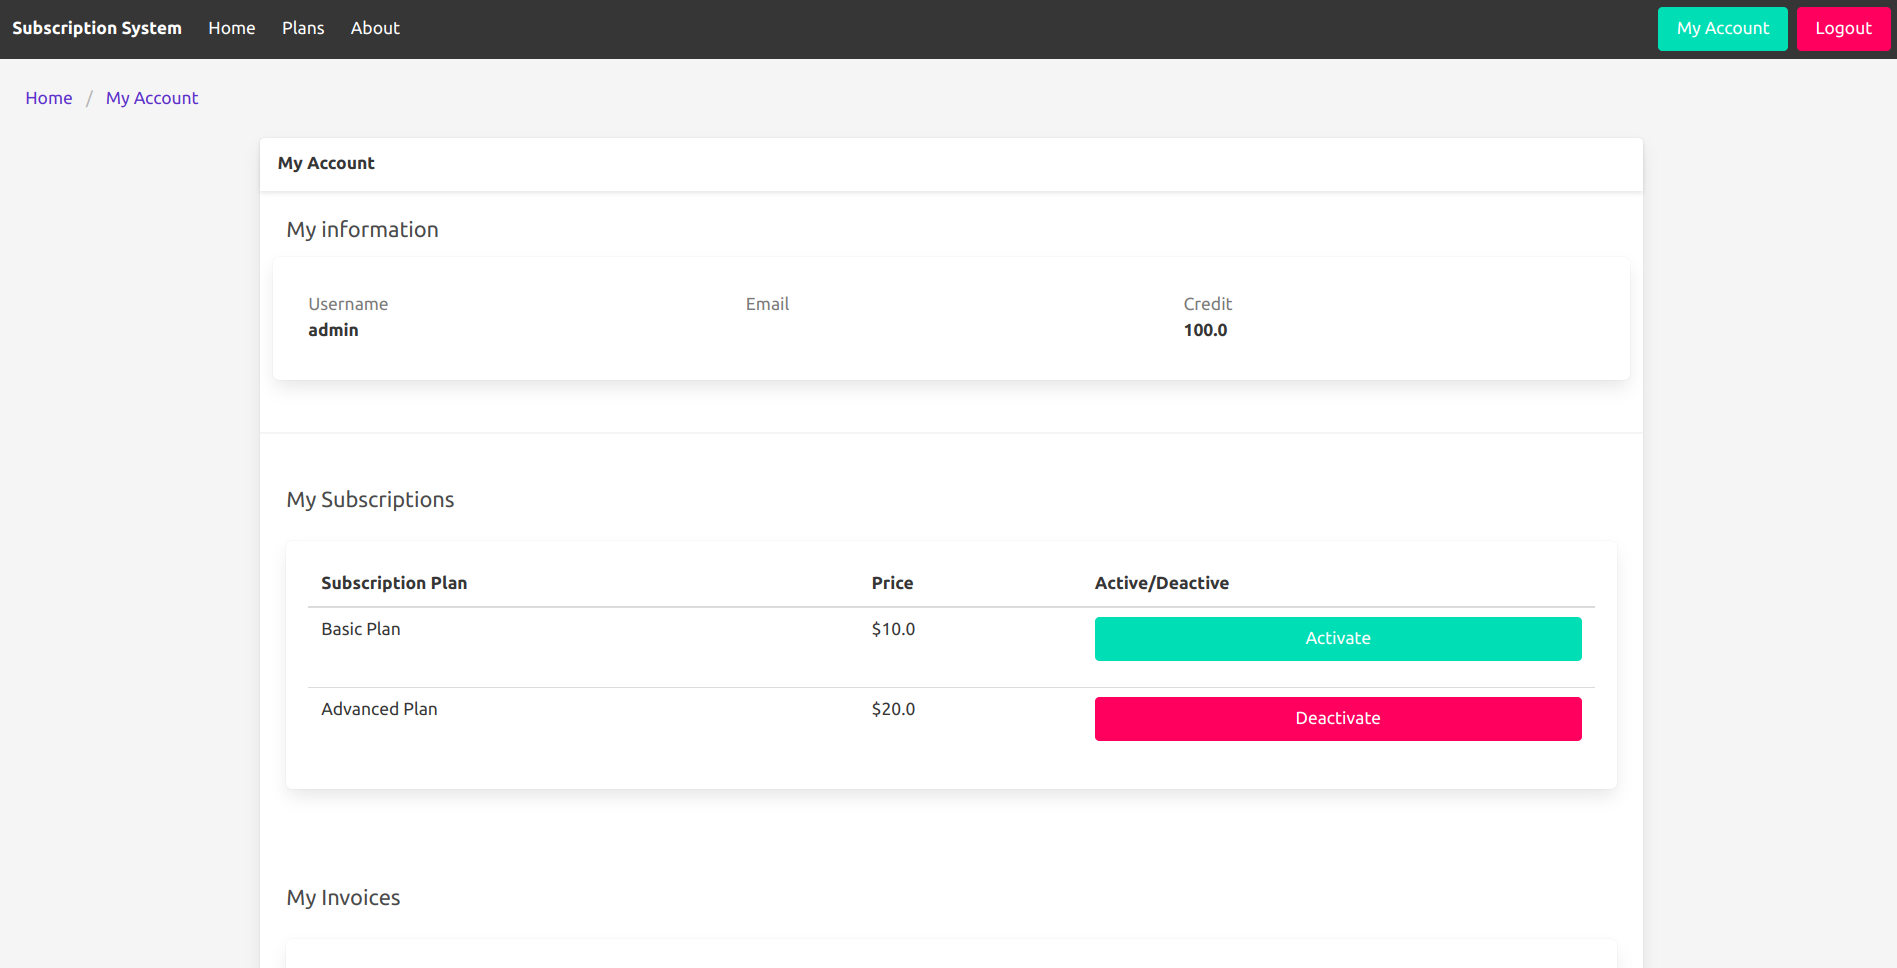 Subscription System Home Plans About My Account Logout
Home / My Account
My Account
My information
Username Email Credit
admin 100.0
My Subscriptions
Subscription Plan Price Active/Deactive
Basic Plan $10.0 Activate
Advanced Plan $20.0 Deactivate
My Invoices